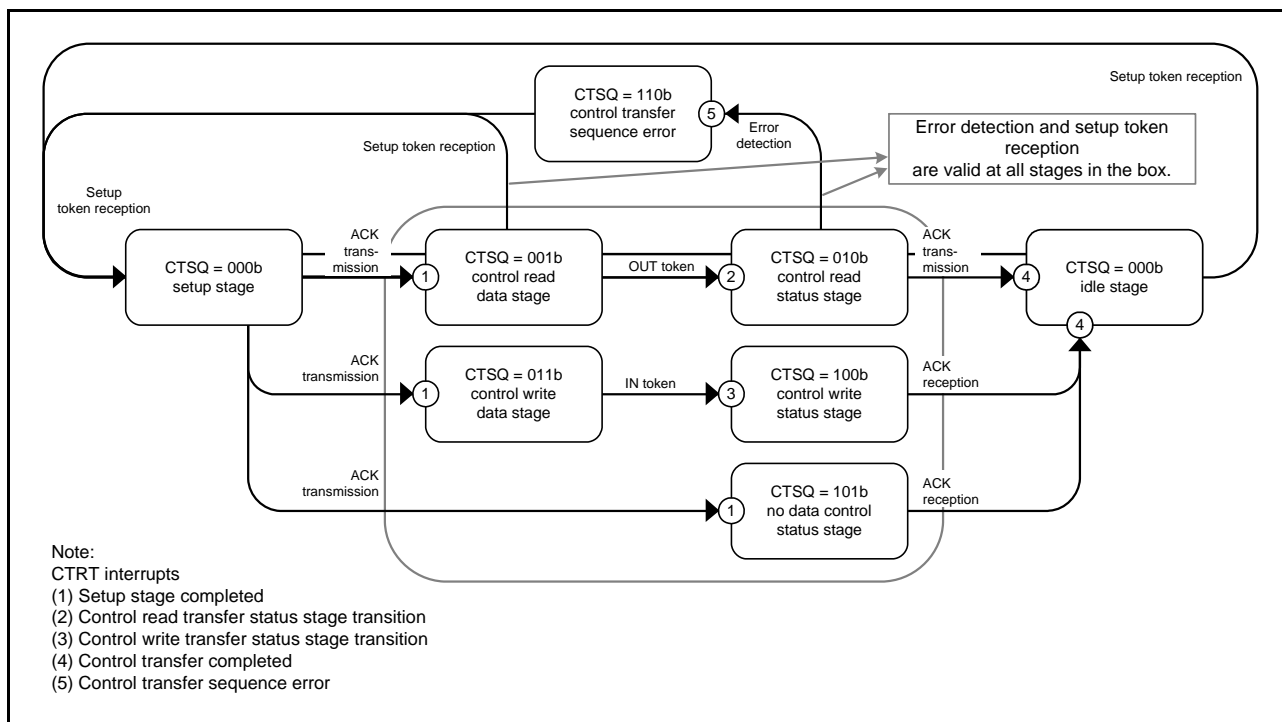 Setup token reception
CTSQ = 110b
control transfer
sequence error
5
Error
detection
Setup token reception
Error detection and setup token
reception
are valid at all stages in the box.
Setup
token reception
CTSQ = 000b
setup stage
ACK
trans-
mission
1
CTSQ = 001b
control read
data stage
OUT token
2
CTSQ = 010b
control read
status stage
ACK
trans-
mission
4
CTSQ = 000b
idle stage
4
ACK
transmission
1
CTSQ = 011b
control write
data stage
IN token
3
CTSQ = 100b
control write
status stage
ACK
reception
ACK
transmission
1
CTSQ = 101b
no data control
status stage
ACK
reception
Note:
CTRT interrupts
(1) Setup stage completed
(2) Control read transfer status stage transition
(3) Control write transfer status stage transition
(4) Control transfer completed
(5) Control transfer sequence error